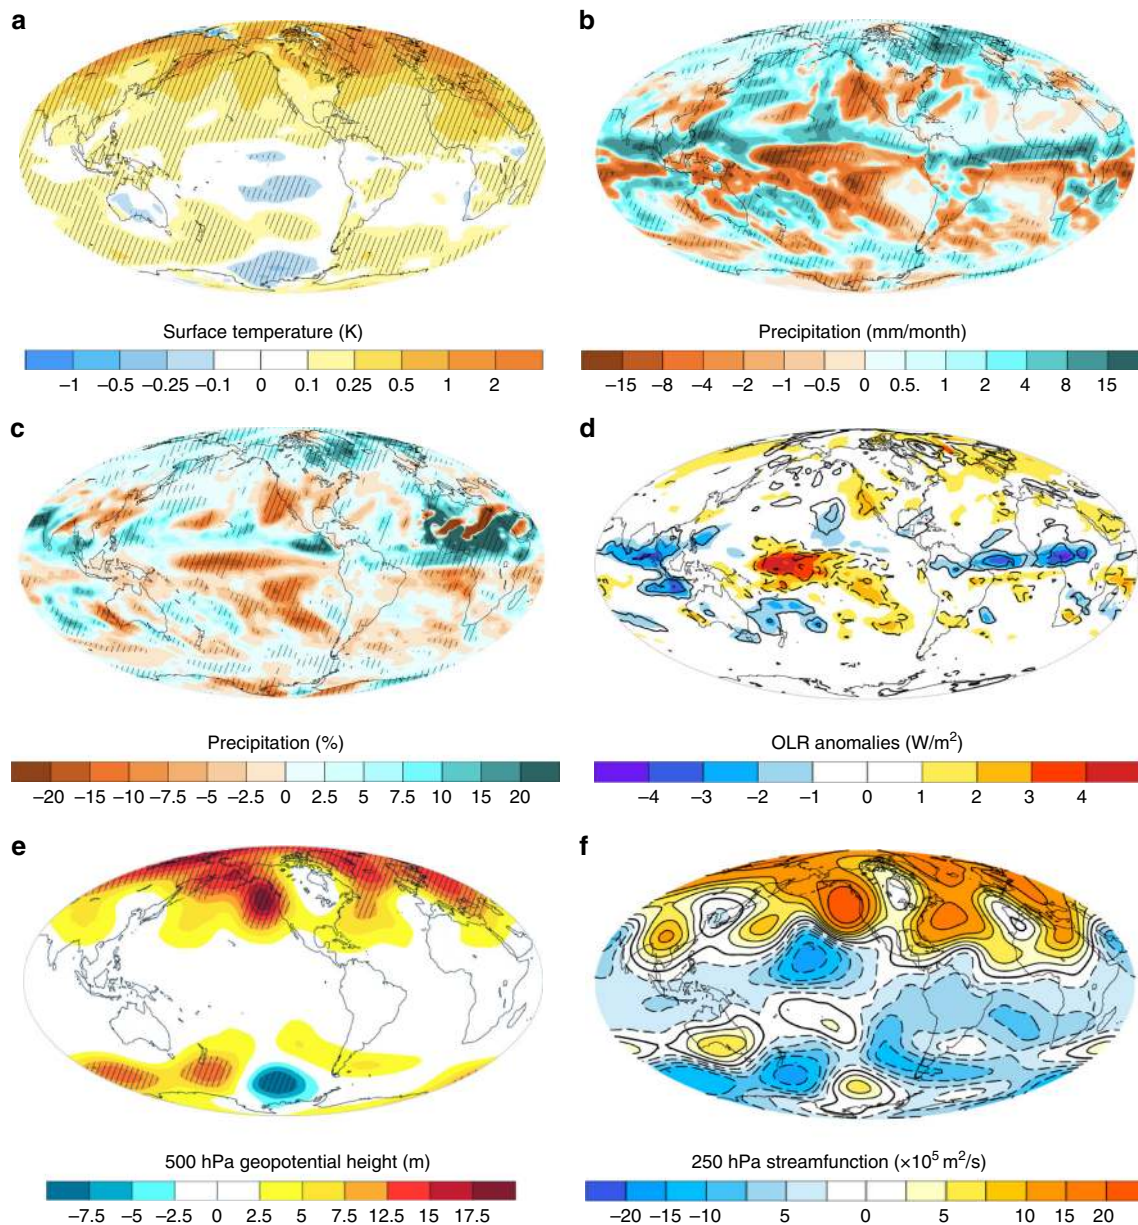 a
b
Surface temperature (K)
−1 −0.5 −0.25 −0.1 0 0.1 0.25 0.5 1 2
Precipitation (mm/month)
−15 −8 −4 −2 −1 −0.5 0 0.5. 1 2 4 8 15
c
d
Precipitation (%)
−20 −15 −10 −7.5 −5 −2.5 0 2.5 5 7.5 10 15 20
OLR anomalies (W/m²)
−4 −3 −2 −1 0 1 2 3 4
e
f
500 hPa geopotential height (m)
−7.5 −5 −2.5 0 2.5 5 7.5 12.5 15 17.5
250 hPa streamfunction (×10⁵ m²/s)
−20 −15 −10 5 0 5 10 15 20